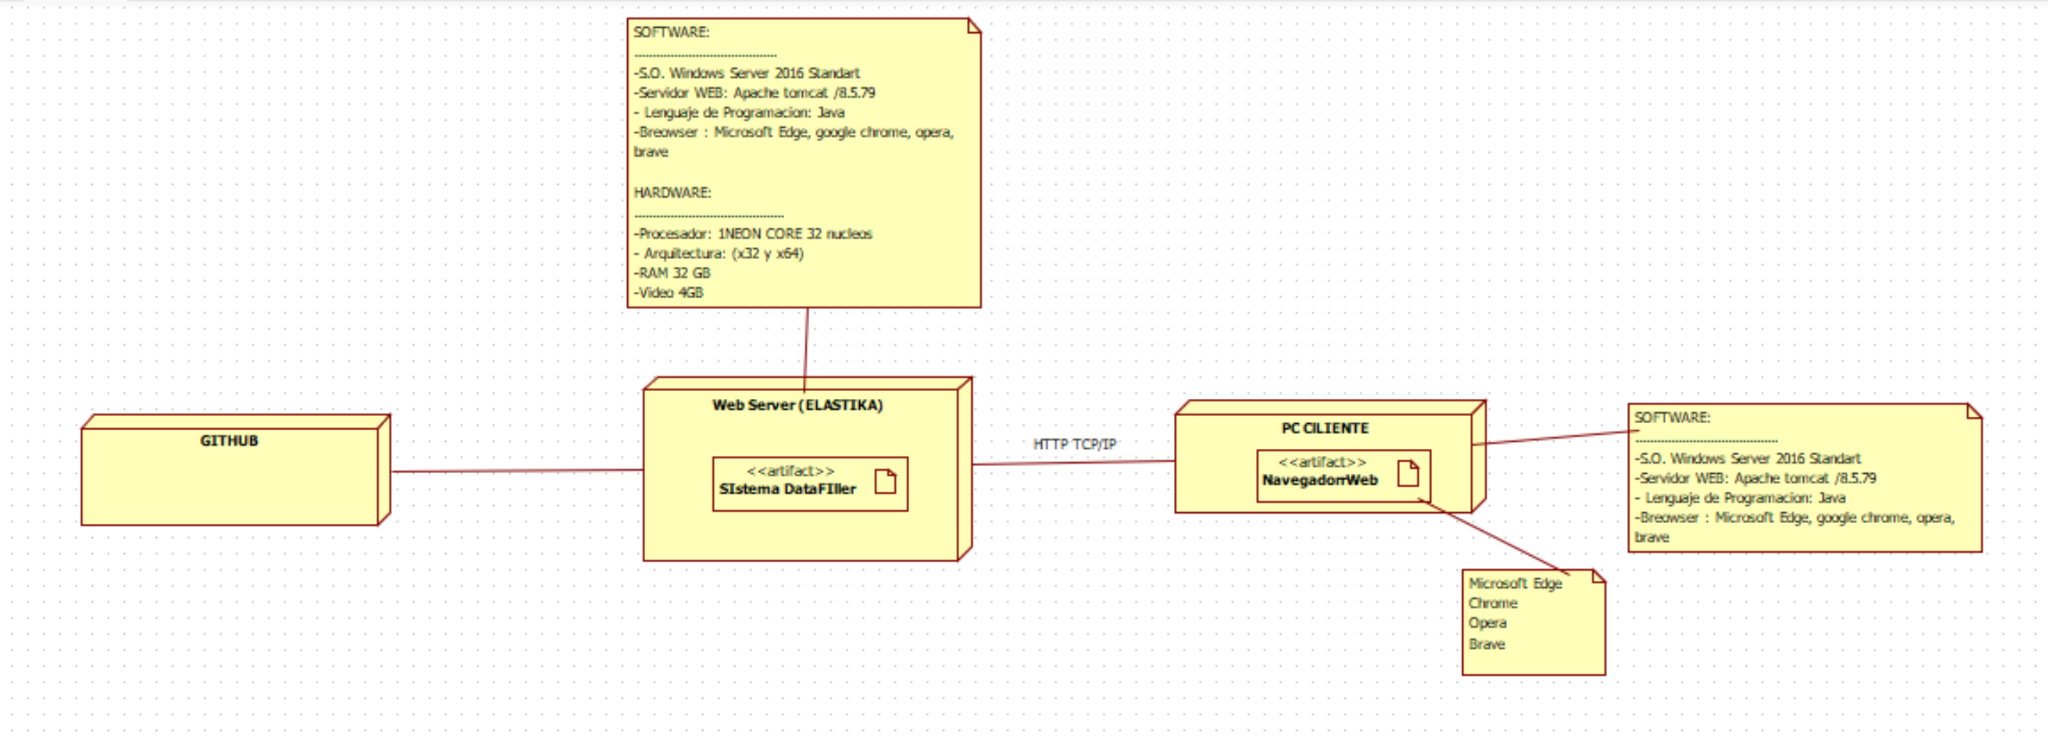 SOFTWARE:
-S.O. Windows Server 2016 Standart
-Servidor WEB: Apache tomcat /8.5.79
- Lenguaje de Programacion: Java
-Breowser : Microsoft Edge, google chrome, opera,
brave
HARDWARE:
-Procesador: 1NEON CORE 32 nucleos
- Arquitectura: (x32 y x64)
-RAM 32 GB
-Video 4GB
GITHUB
Web Server (ELASTIKA)
<<artifact>>
SIstema DataFIller
HTTP TCP/IP
PC ClLIENTE
<<artifact>>
NavegadorrWeb
SOFTWARE:
-S.O. Windows Server 2016 Standart
-Servidor WEB: Apache tomcat /8.5.79
- Lenguaje de Programacion: Java
-Breowser : Microsoft Edge, google chrome, opera,
brave
Microsoft Edge
Chrome
Opera
Brave